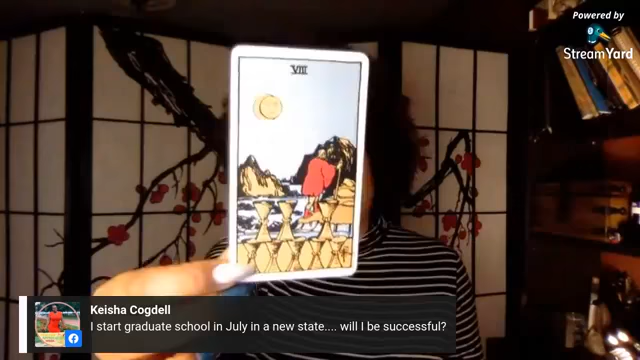 Powered by
StreamYard
VIII
Keisha Cogdell
I start graduate school in July in a new state.... will I be successful?